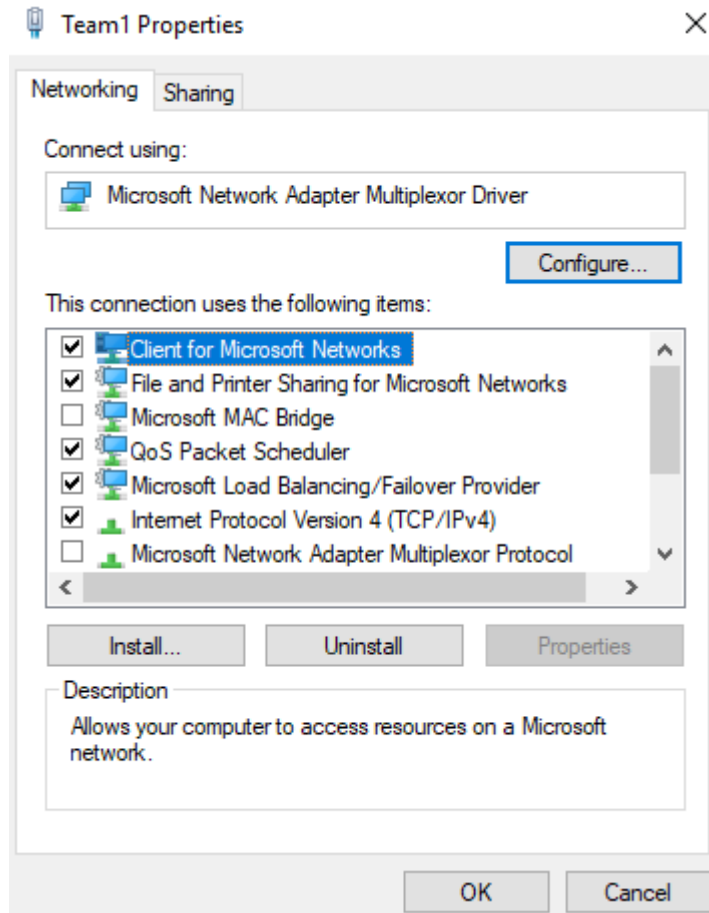 Team1 Properties
Networking
Sharing
Connect using:
Microsoft Network Adapter Multiplexor Driver
Configure...
This connection uses the following items:
Client for Microsoft Networks
File and Printer Sharing for Microsoft Networks
Microsoft MAC Bridge
QoS Packet Scheduler
Microsoft Load Balancing/Failover Provider
Internet Protocol Version 4 (TCP/IPv4)
Microsoft Network Adapter Multiplexor Protocol
Install...
Uninstall
Properties
Description
Allows your computer to access resources on a Microsoft
network.
OK
Cancel